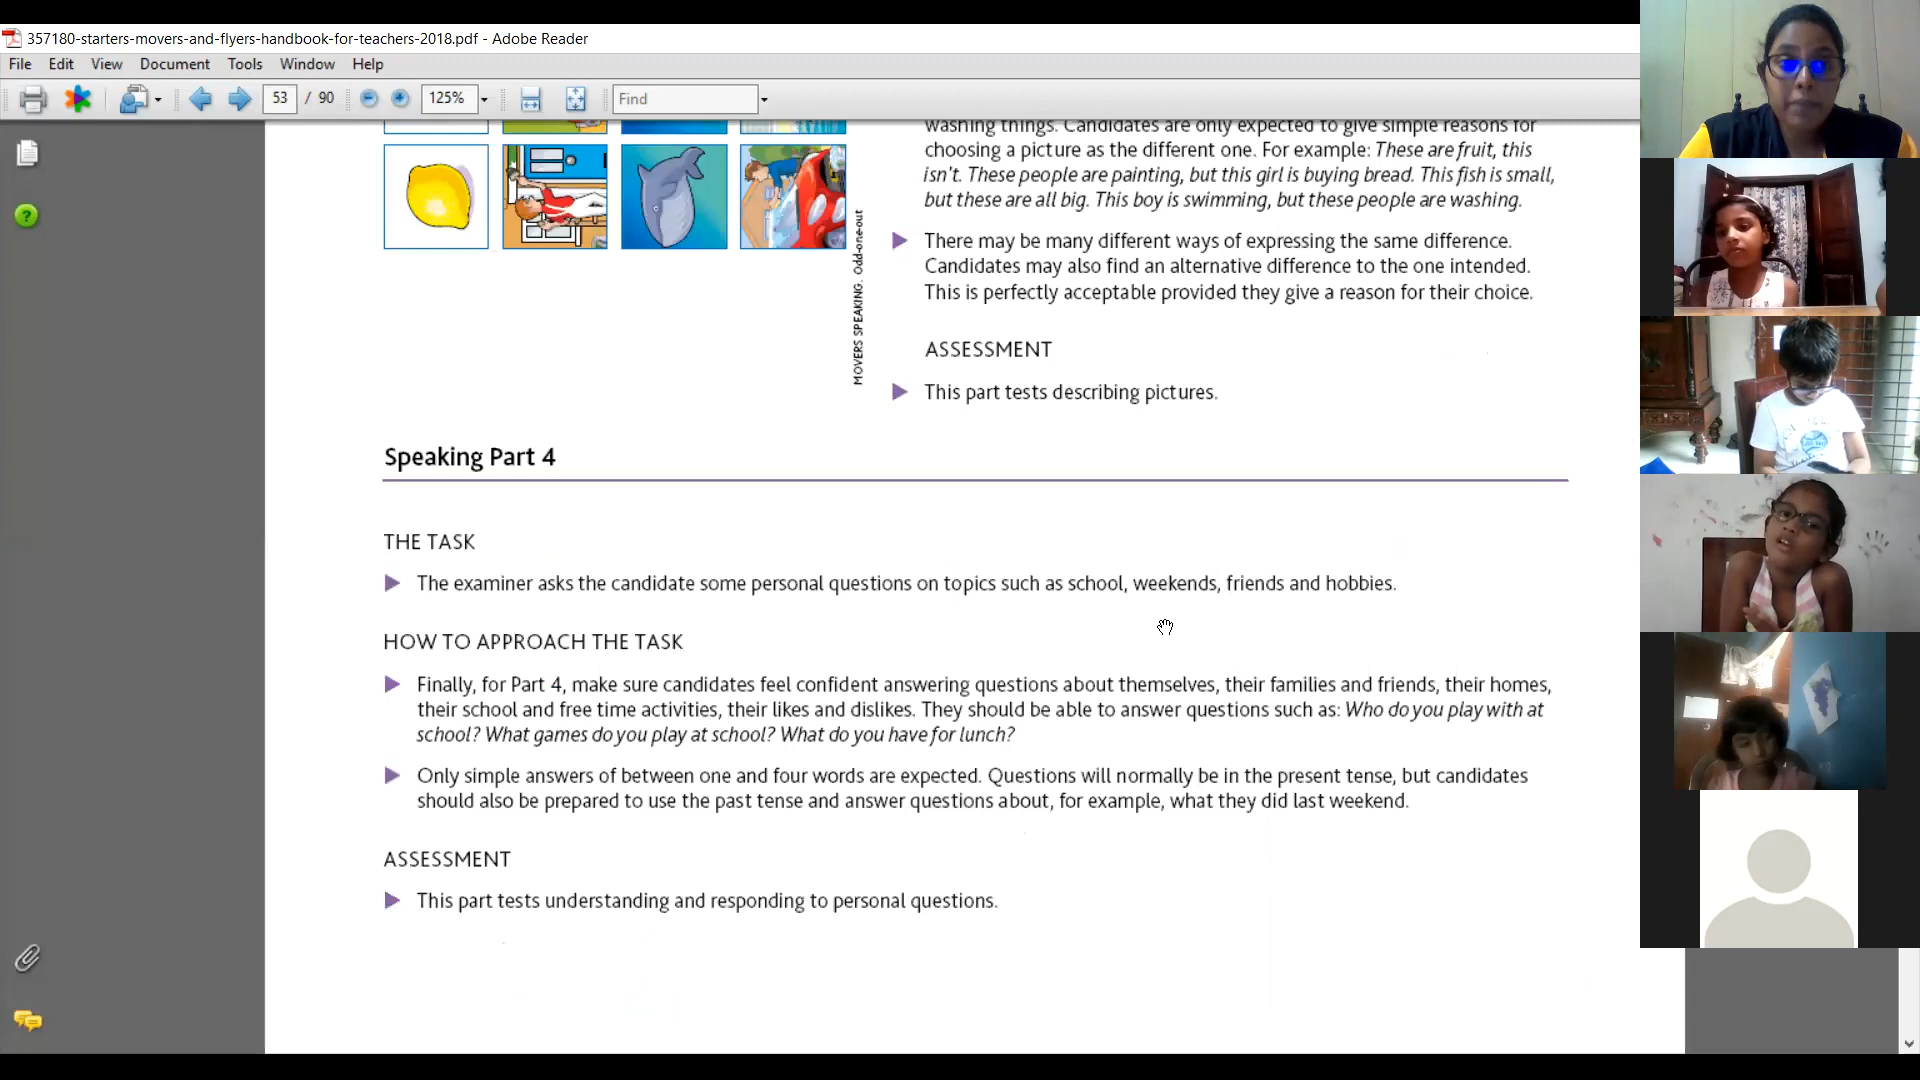 357180-starters-movers-and-flyers-handbook-for-teachers-2018.pdf - Adobe Reader
File Edit View Document Tools Window Help
53 / 90 125% Find
washing things. Candidates are only expected to give simple reasons for
choosing a picture as the different one. For example: These are fruit, this
isn't. These people are painting, but this girl is buying bread. This fish is small,
but these are all big. This boy is swimming, but these people are washing.
There may be many different ways of expressing the same difference.
Candidates may also find an alternative difference to the one intended.
This is perfectly acceptable provided they give a reason for their choice.
MOVERS SPEAKING. Odd-one-out
ASSESSMENT
This part tests describing pictures.
Speaking Part 4
THE TASK
The examiner asks the candidate some personal questions on topics such as school, weekends, friends and hobbies.
HOW TO APPROACH THE TASK
Finally, for Part 4, make sure candidates feel confident answering questions about themselves, their families and friends, their homes,
their school and free time activities, their likes and dislikes. They should be able to answer questions such as: Who do you play with at
school? What games do you play at school? What do you have for lunch?
Only simple answers of between one and four words are expected. Questions will normally be in the present tense, but candidates
should also be prepared to use the past tense and answer questions about, for example, what they did last weekend.
ASSESSMENT
This part tests understanding and responding to personal questions.